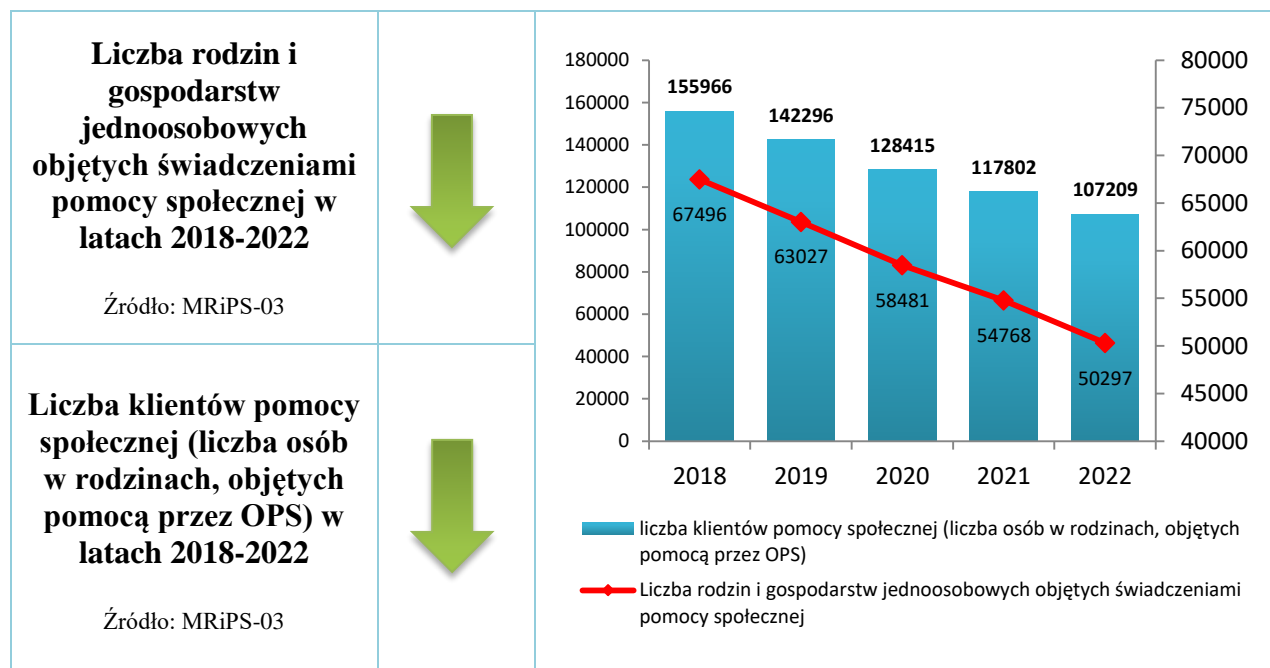 Liczba rodzin i
gospodarstw
jednoosobowych
objętych świadczeniami
pomocy społecznej w
latach 2018-2022
Źródło: MRiPS-03
Liczba klientów pomocy
społecznej (liczba osób
w rodzinach, objętych
pomocą przez OPS) w
latach 2018-2022
Źródło: MRiPS-03
180000
160000
140000
120000
100000
80000
60000
40000
20000
0
155966
142296
128415
117802
107209
67496
63027
58481
54768
50297
80000
75000
70000
65000
60000
55000
50000
45000
40000
2018 2019 2020 2021 2022
liczba klientów pomocy społecznej (liczba osób w rodzinach, objętych
pomocą przez OPS)
Liczba rodzin i gospodarstw jednoosobowych objętych świadczeniami
pomocy społecznej